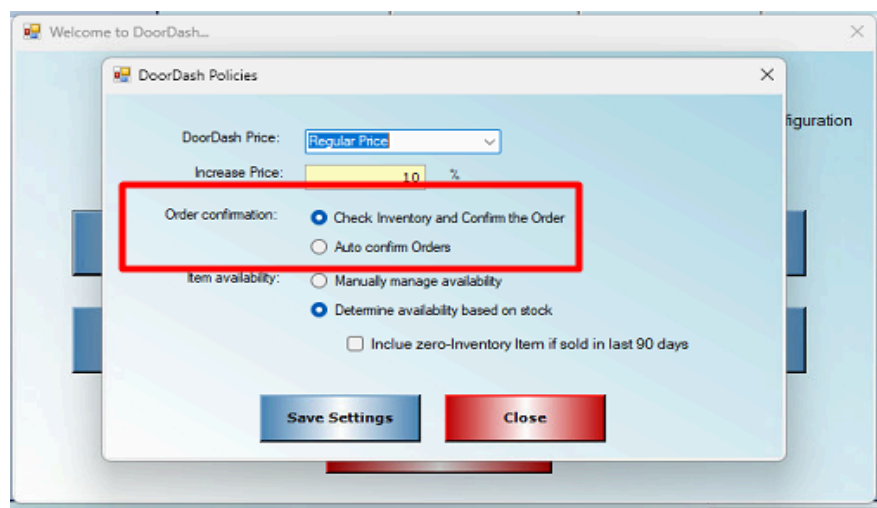 Welcome to DoorDash...
DoorDash Policies
figuration
DoorDash Price: Regular Price
Increase Price: 10 %
Order confirmation: Check Inventory and Confirm the Order
Auto confirm Orders
Item availability: Manually manage availability
Determine availability based on stock
Inclue zero-Inventory Item if sold in last 90 days
Save Settings Close